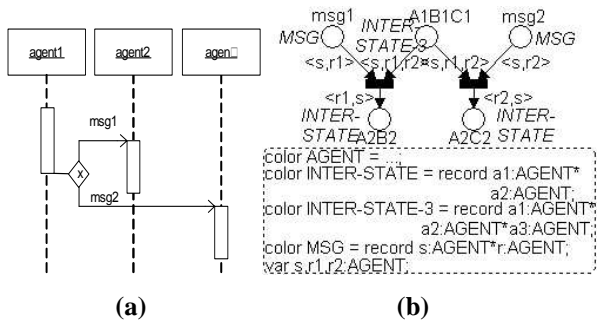 agent1
agent2
agen
msg1
X
msg2
(a)
msg1
A1B1C1
msg2
MSG
INTER-
STATE-3
MSG
<s,r1>
<s,r1,r2>
<s,r1,r2>
<s,r2>
<r1,s>
<r2,s>
INTER-
STATE
A2B2
A2C2
INTER-
STATE
color AGENT = ...;
color INTER-STATE = record a1:AGENT*
a2:AGENT;
color INTER-STATE-3 = record a1:AGENT*
a2:AGENT*a3:AGENT;
color MSG = record s:AGENT*r:AGENT;
var s,r1,r2:AGENT;
(b)